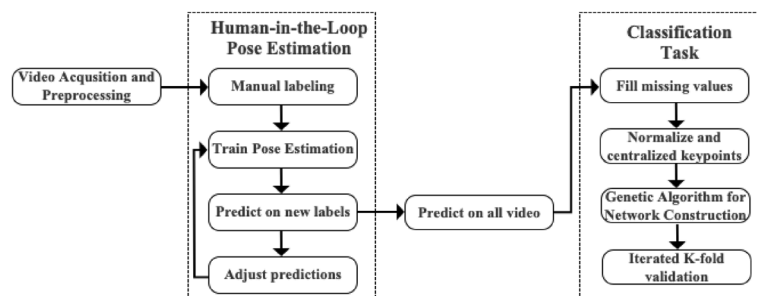 Video Acqusition and
Preprocessing
Human-in-the-Loop
Pose Estimation
Manual labeling
Train Pose Estimation
Predict on new labels
Adjust predictions
Predict on all video
Classification
Task
Fill missing values
Normalize and
centralized keypoints
Genetic Algorithm for
Network Construction
Iterated K-fold
validation